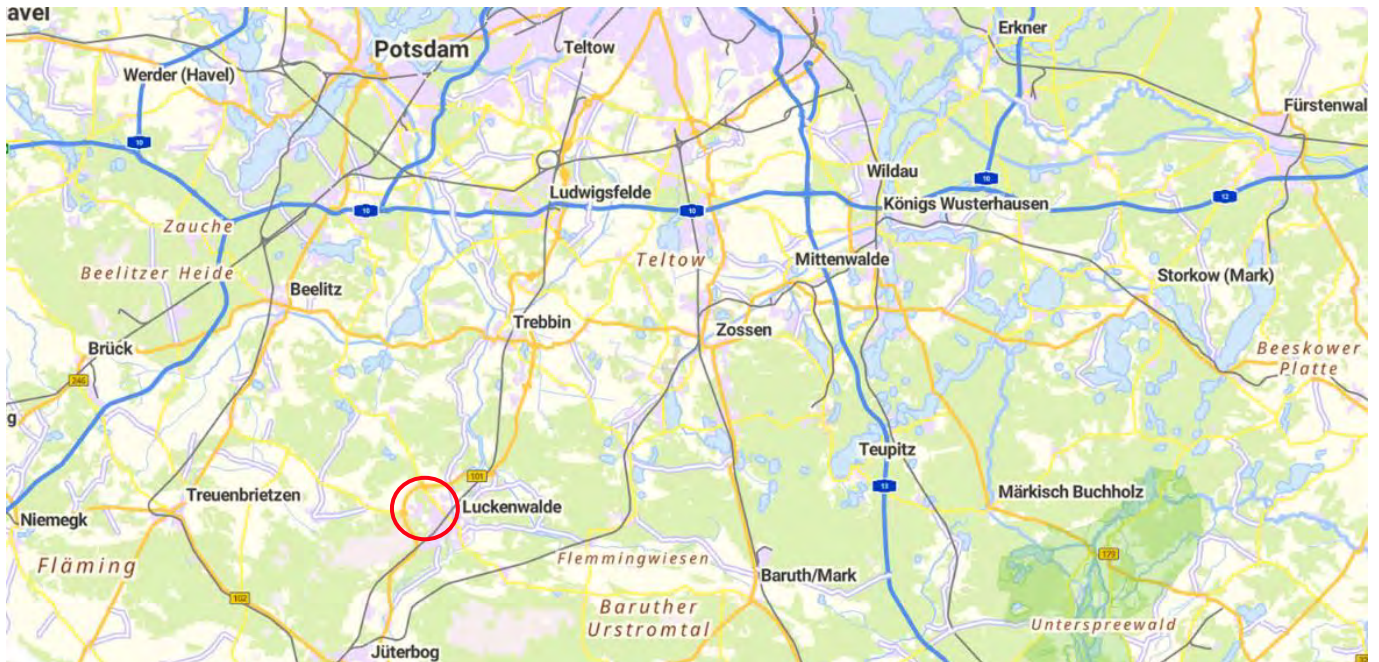 avel
Potsdam
Teltow
Erkner
Werder (Havel)
Fürstenwal
10
Wildau
10
Ludwigsfelde
12
Königs Wusterhausen
10
10
Zauche
Teltow
Mittenwalde
Beelitzer Heide
Storkow (Mark)
Beelitz
Trebbin
Zossen
Brück
Beeskower
Platte
246
g
Teupitz
101
13
Märkisch Buchholz
Treuenbrietzen
Luckenwalde
Niemegk
179
Fläming
Flemmingwiesen
Baruth/Mark
102
Baruther
Urstromtal
Unterspreewald
Jüterbog